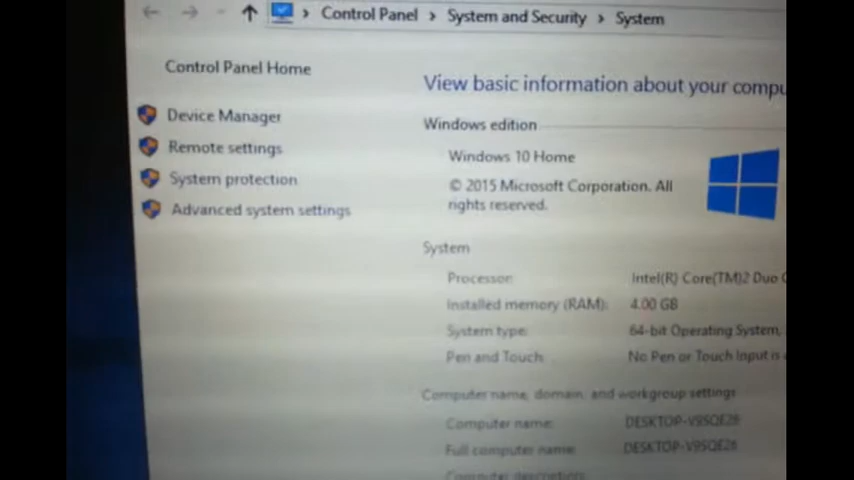 Control Panel > System and Security > System
Control Panel Home
Device Manager
Remote settings
System protection
Advanced system settings
View basic information about your compu
Windows edition
Windows 10 Home
© 2015 Microsoft Corporation. All
rights reserved.
System
Processor: Intel(R) Core(TM)2 Duo
Installed memory (RAM): 4.00 GB
System type: 64-bit Operating System,
Pen and Touch: No Pen or Touch Input is
Computer name, domain, and workgroup settings
Computer name:
Full computer name:
Computer description: